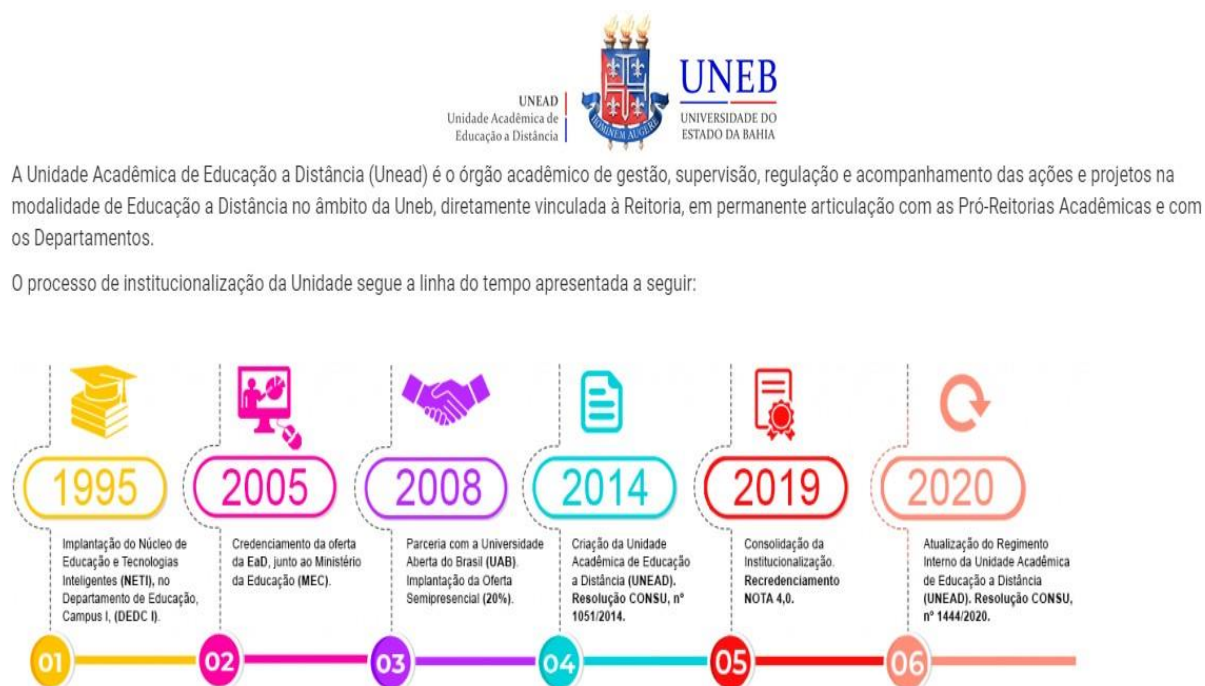 UNEAD
Unidade Acadêmica de
Educação a Distância
HOMINEM AUGERE
UNEB
UNIVERSIDADE DO
ESTADO DA BAHIA
A Unidade Acadêmica de Educação a Distância (Unead) é o órgão acadêmico de gestão, supervisão, regulação e acompanhamento das ações e projetos na
modalidade de Educação a Distância no âmbito da Uneb, diretamente vinculada à Reitoria, em permanente articulação com as Pró-Reitorias Acadêmicas e com
os Departamentos.
O processo de institucionalização da Unidade segue a linha do tempo apresentada a seguir:
1995
Implantação do Núcleo de
Educação e Tecnologias
Inteligentes (NETI), no
Departamento de Educação,
Campus I, (DEDC I).
01
2005
Credenciamento da oferta
da EaD, junto ao Ministério
da Educação (MEC).
02
2008
Parceria com a Universidade
Aberta do Brasil (UAB).
Implantação da Oferta
Semipresencial (20%).
03
2014
Criação da Unidade
Acadêmica de Educação
a Distância (UNEAD).
Resolução CONSU, nº
1051/2014.
04
2019
Consolidação da
Institucionalização.
Recredenciamento
NOTA 4,0.
05
2020
Atualização do Regimento
Interno da Unidade Acadêmica
de Educação a Distância
(UNEAD). Resolução CONSU,
nº 1444/2020.
06